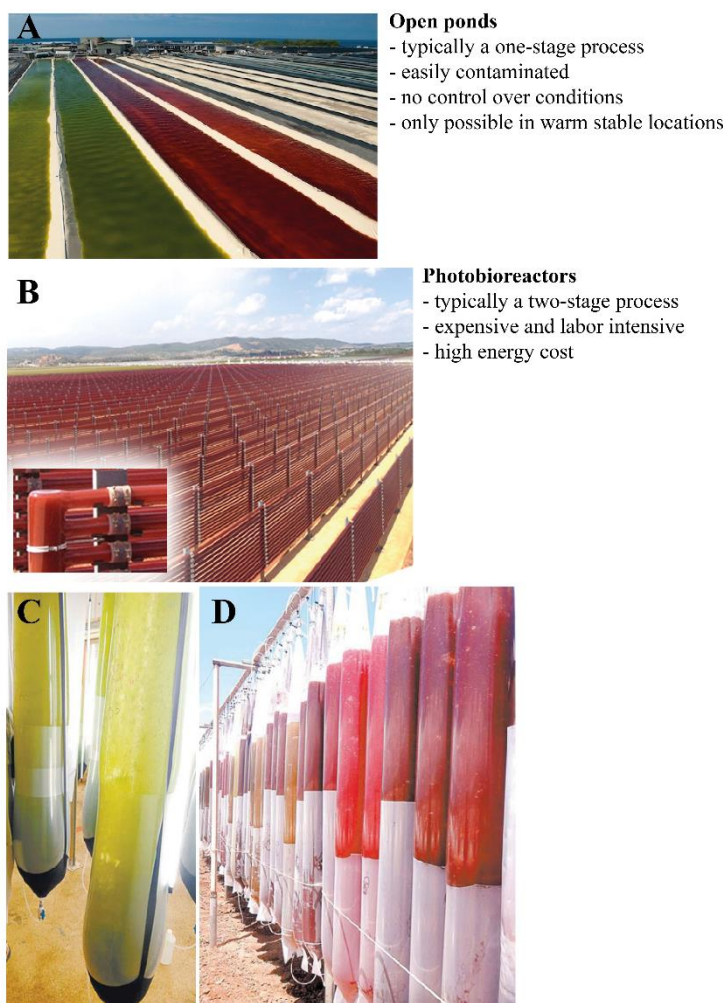 A
Open ponds
- typically a one-stage process
- easily contaminated
- no control over conditions
- only possible in warm stable locations
B
Photobioreactors
- typically a two-stage process
- expensive and labor intensive
- high energy cost
C
D